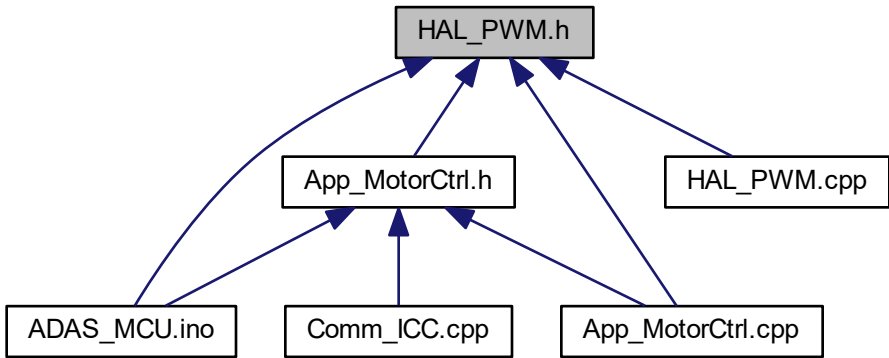 HAL_PWM.h
App_MotorCtrl.h
HAL_PWM.cpp
ADAS_MCU.ino
Comm_ICC.cpp
App_MotorCtrl.cpp